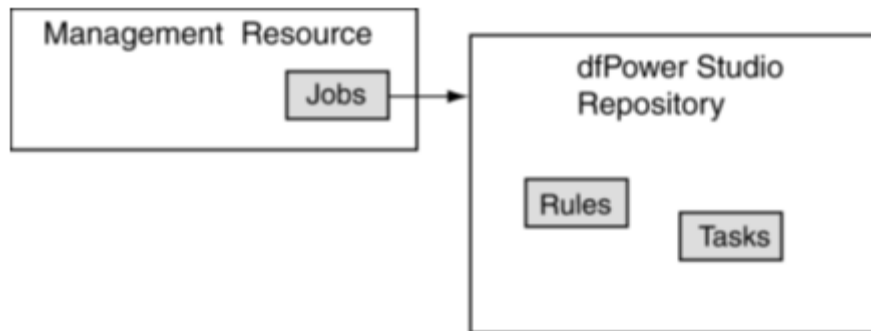 Management Resource
Jobs
dfPower Studio
Repository
Rules
Tasks